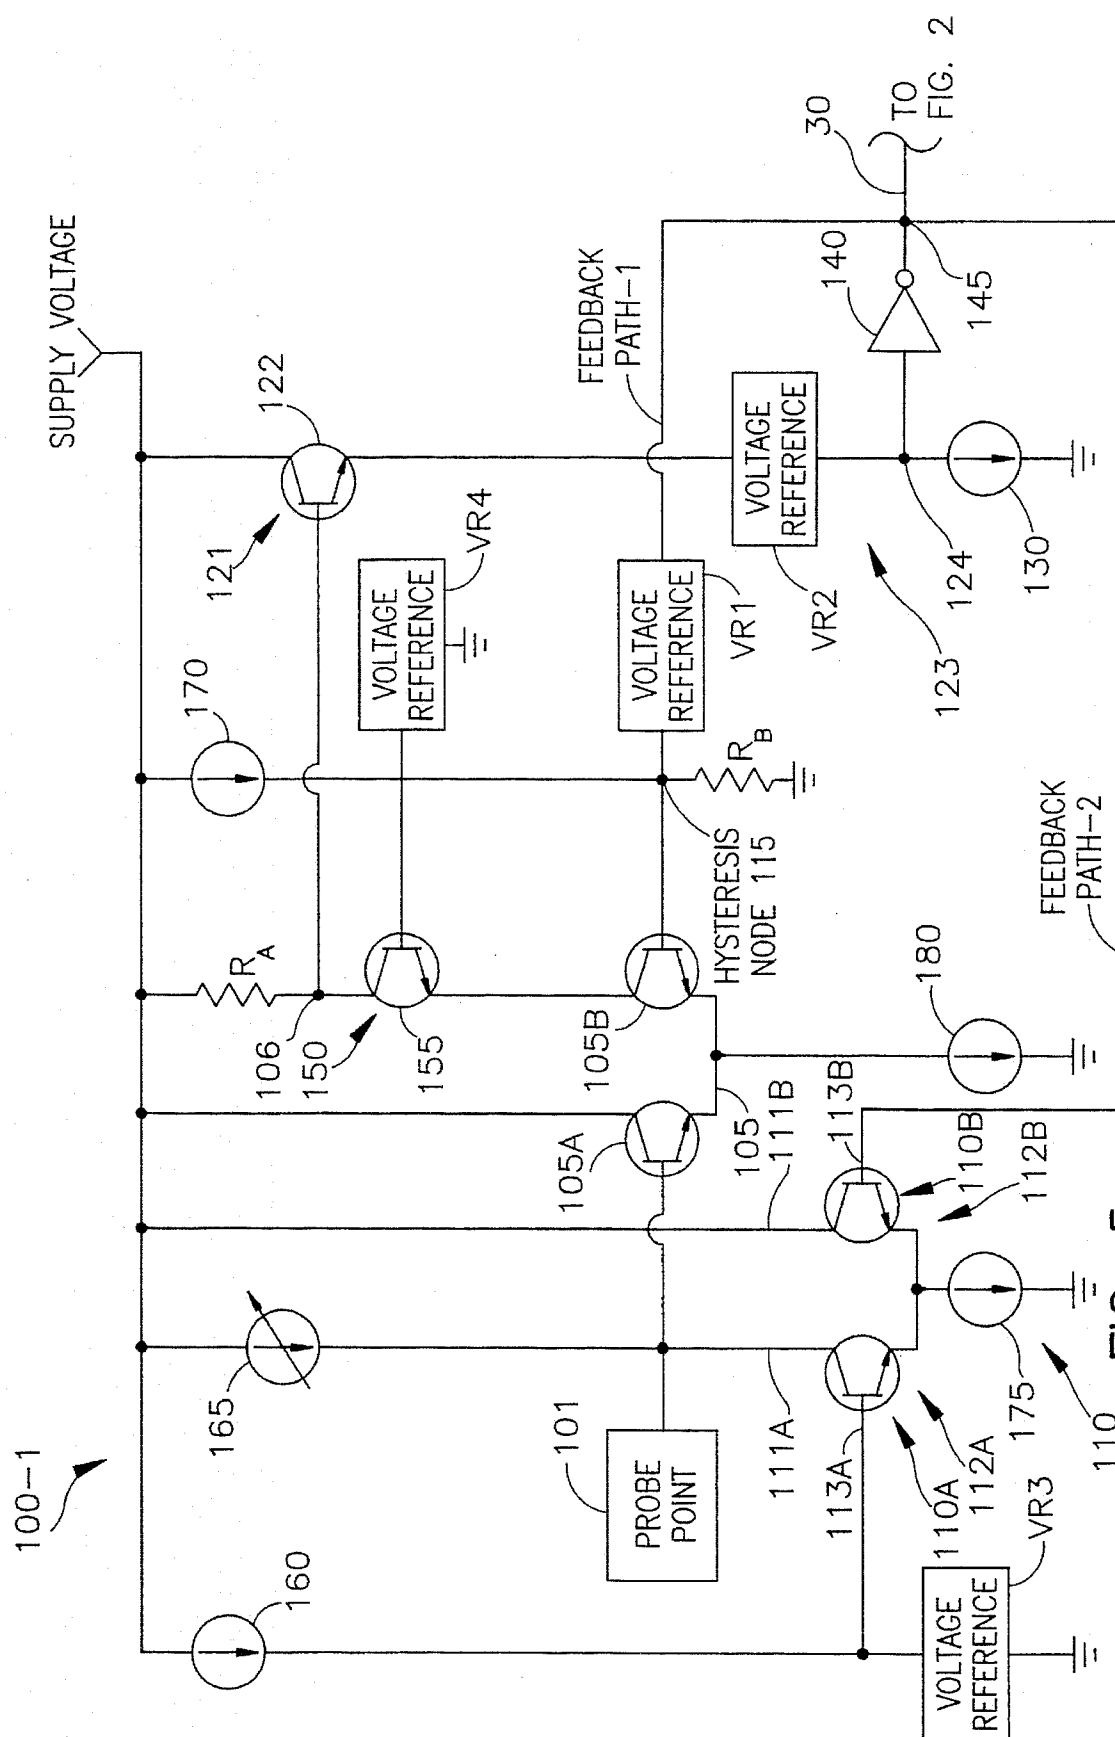 100-1
SUPPLY VOLTAGE
160
165
170
121
122
R A
106
150
155
VOLTAGE
REFERENCE
VR4
FEEDBACK
PATH-1
30
TO
FIG. 2
140
145
105A
105B
105
HYSTERESIS
NODE 115
R B
VOLTAGE
REFERENCE
VR1
VOLTAGE
REFERENCE
VR2
123
124
130
101
PROBE
POINT
111A
111B
113A
113B
110A
112A
110B
112B
180
175
110
VOLTAGE
REFERENCE
VR3
FEEDBACK
PATH-2